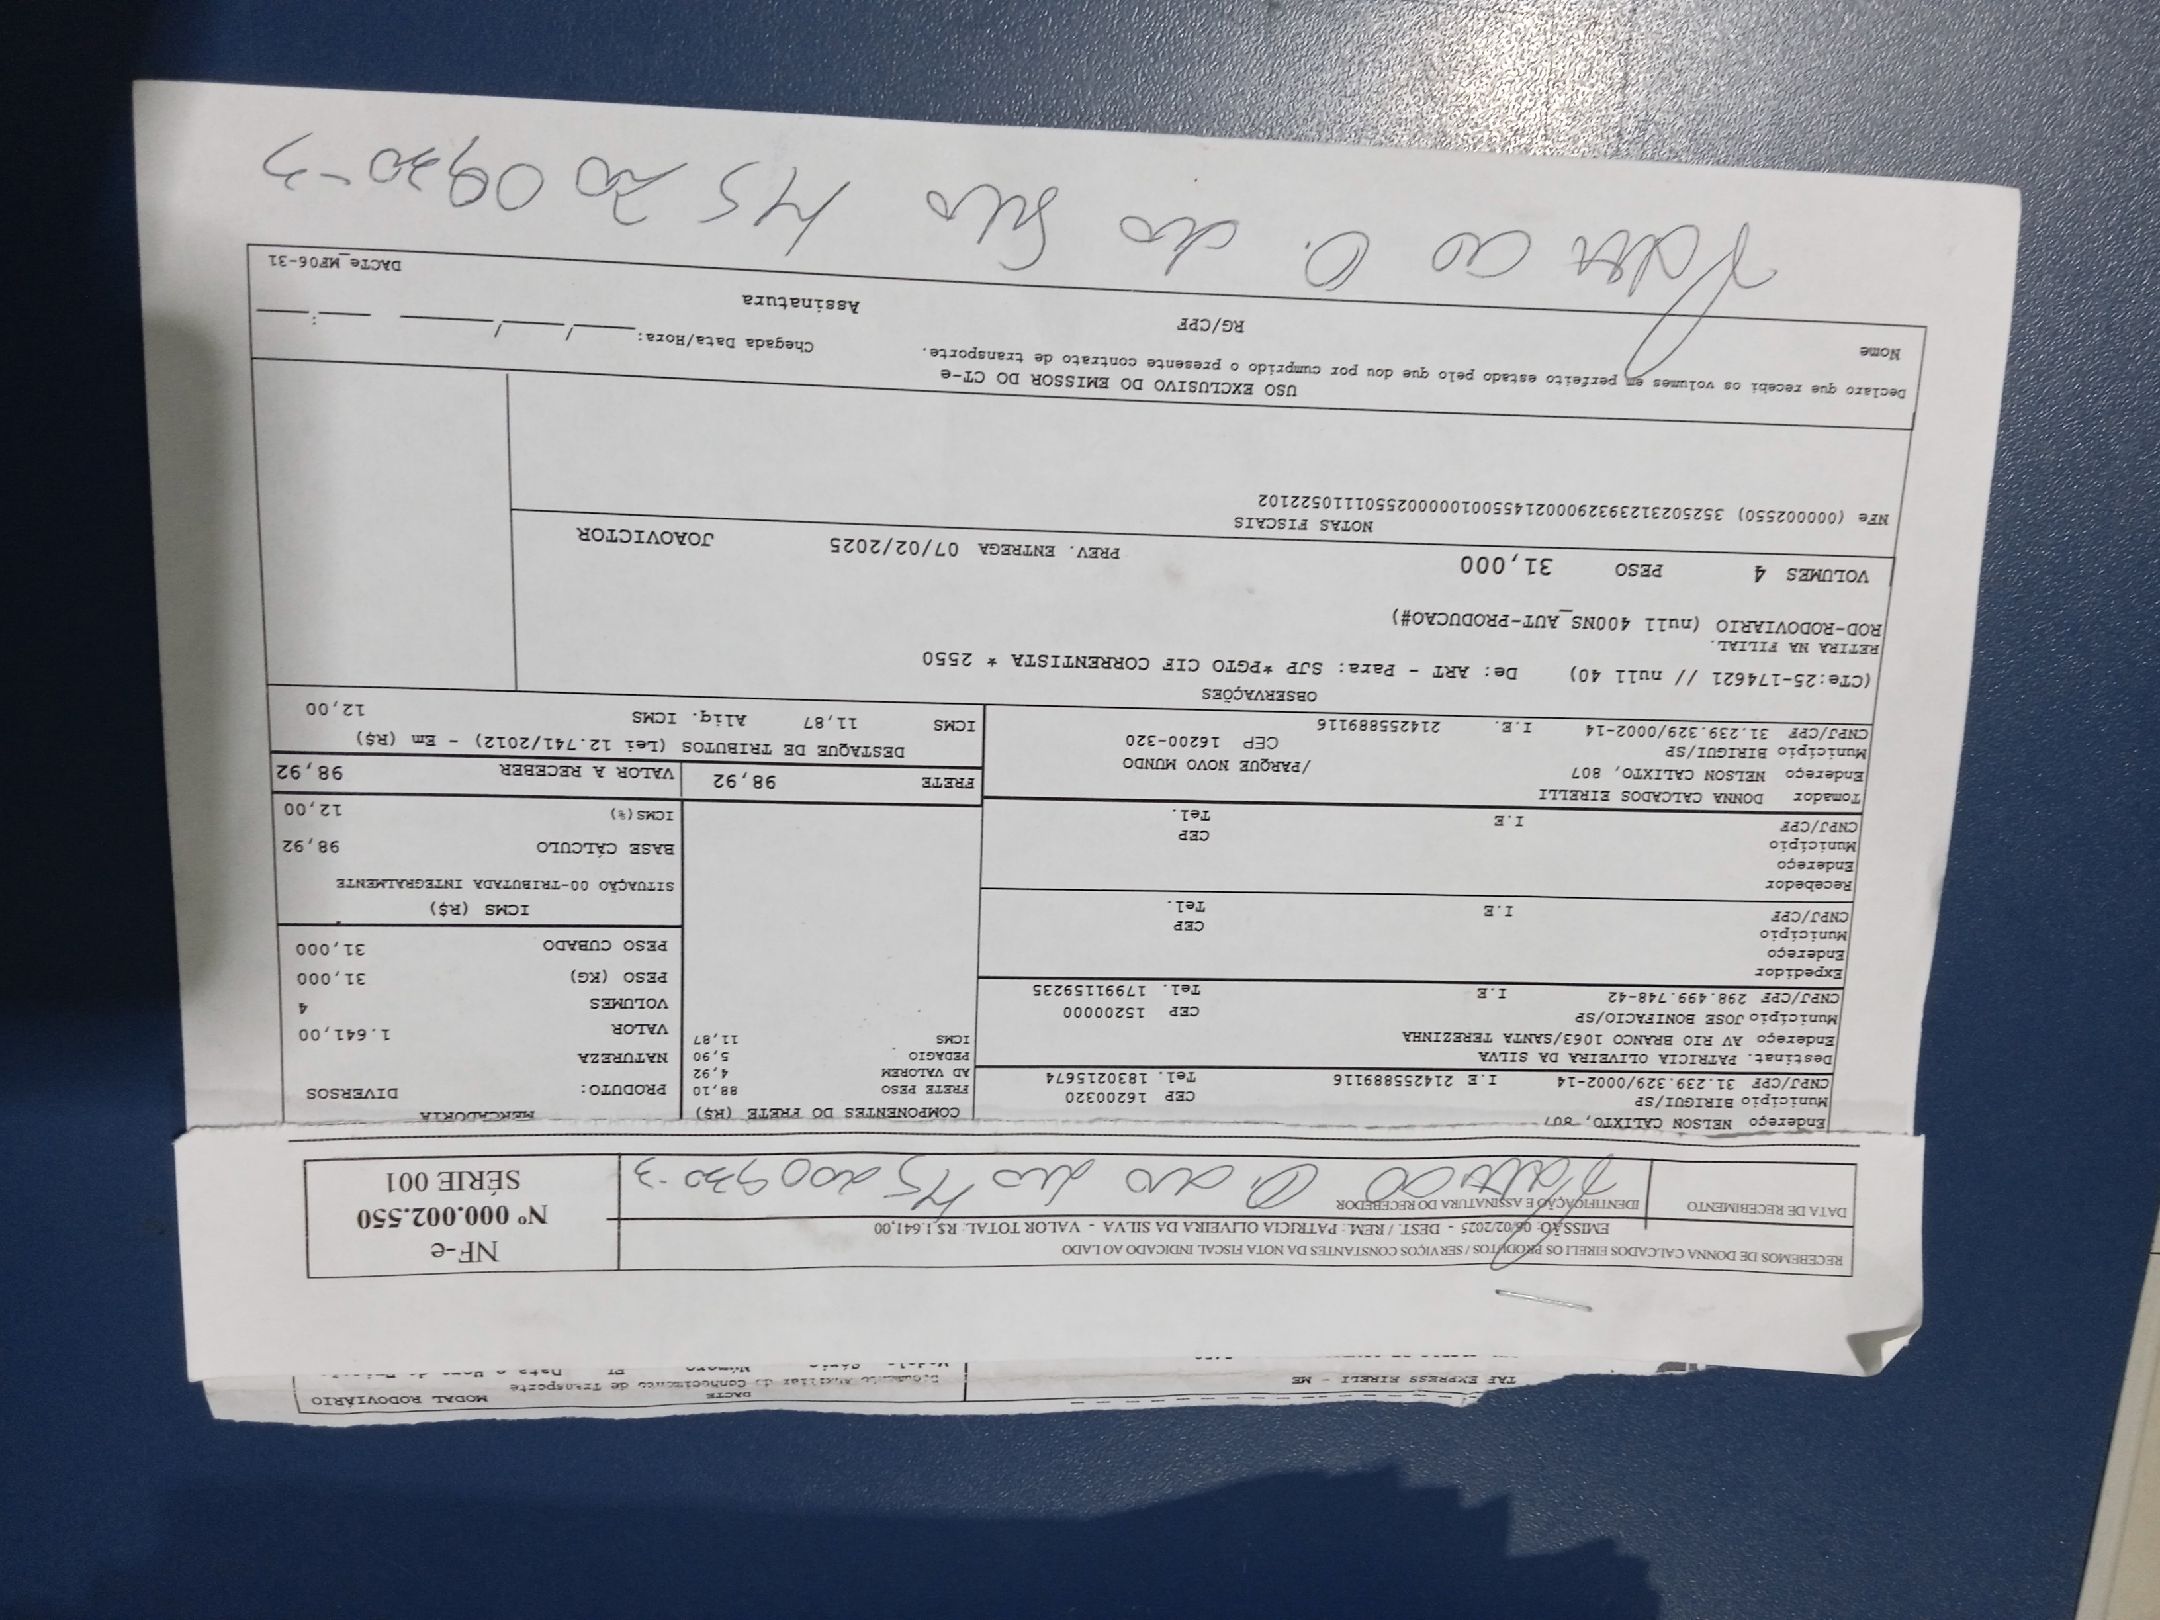 TAF EXPRESS EIRELI - ME
DACTE
MODAL RODOVIÁRIO
Documento Auxiliar do Conhecimento de Transporte
RECEBEMOS DE DONNA CALCADOS EIRELI OS PRODUTOS / SERVIÇOS CONSTANTES DA NOTA FISCAL INDICADO AO LADO
EMISSÃO: 06/02/2025 - DEST. / REM.: PATRICIA OLIVEIRA DA SILVA - VALOR TOTAL: R$ 1.641,00
DATA DE RECEBIMENTO
IDENTIFICAÇÃO E ASSINATURA DO RECEBEDOR
NF-e
Nº 000.002.550
SÉRIE 001
Endereço NELSON CALIXTO, 807
Município BIRIGUI/SP CEP 16200320
CNPJ/CPF 31.239.329/0002-14 I.E 214255889116 Tel. 1830215674
Destinat. PATRICIA OLIVEIRA DA SILVA
Endereço AV RIO BRANCO 1063/SANTA TEREZINHA
Município JOSE BONIFACIO/SP CEP 15200000
CNPJ/CPF 298.499.748-42 I.E Tel. 17991159235
Expedidor
Endereço
Município CEP
CNPJ/CPF I.E Tel.
Recebedor
Endereço
Município CEP
CNPJ/CPF I.E Tel.
Tomador DONNA CALCADOS EIRELLI
Endereço NELSON CALIXTO, 807 /PARQUE NOVO MUNDO
Município BIRIGUI/SP CEP 16200-320
CNPJ/CPF 31.239.329/0002-14 I.E. 214255889116
COMPONENTES DO FRETE (R$)
FRETE PESO 88,10
AD VALOREM 4,92
PEDAGIO 5,90
ICMS 11,87
FRETE 98,92
MERCADORIA
PRODUTO: DIVERSOS
NATUREZA
VALOR 1.641,00
VOLUMES 4
PESO (KG) 31,000
PESO CUBADO 31,000
ICMS (R$)
SITUAÇÃO 00-TRIBUTADA INTEGRALMENTE
BASE CÁLCULO 98,92
ICMS(%) 12,00
VALOR A RECEBER 98,92
DESTAQUE DE TRIBUTOS (Lei 12.741/2012) - Em (R$)
ICMS 11,87 Aliq. ICMS 12,00
OBSERVAÇÕES
(CTe:25-174621 // null 40) De: ART - Para: SJP *PGTO CIF CORRENTISTA * 2550
RETIRA NA FILIAL.
ROD-RODOVIARIO (null 400NS_AUT-PRODUCAO#)
VOLUMES 4 PESO 31,000 PREV. ENTREGA 07/02/2025 JOAOVICTOR
NOTAS FISCAIS
NFe (000002550) 35250231239329000214550010000025501110522102
USO EXCLUSIVO DO EMISSOR DO CT-e
Declaro que recebi os volumes em perfeito estado pelo que dou por cumprido o presente contrato de transporte.
Nome RG/CPF Assinatura Chegada Data/Hora: ___/___/_____ ___:___
DACTe_MF06-31